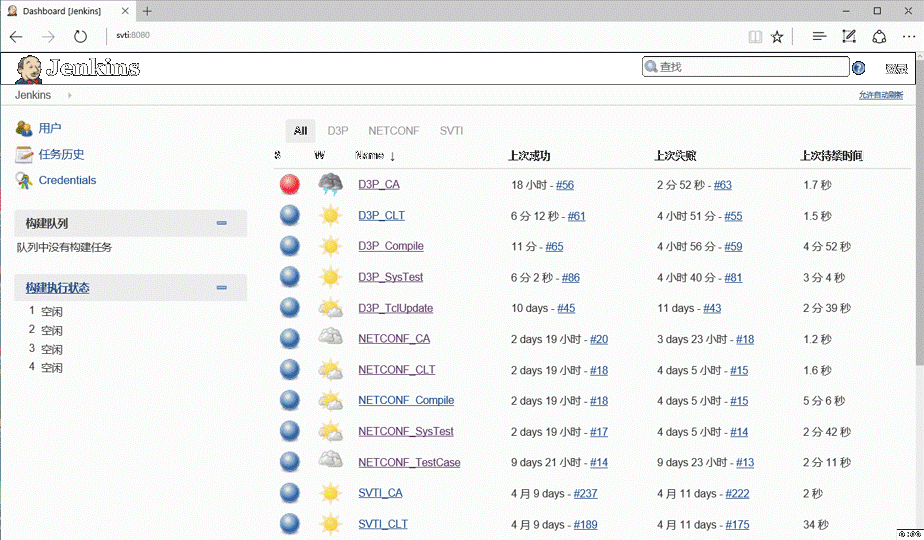 Dashboard [Jenkins]
svti:8080
Jenkins
查找
登录
Jenkins
允许自动刷新
用户
任务历史
Credentials
构建队列
队列中没有构建任务
构建执行状态
1 空闲
2 空闲
3 空闲
4 空闲
All D3P NETCONF SVTI
S W Name ↓ 上次成功 上次失败 上次持续时间
D3P_CA 18 小时 - #56 2 分 52 秒 - #63 1.7 秒
D3P_CLT 6 分 12 秒 - #61 4 小时 51 分 - #55 1.5 秒
D3P_Compile 11 分 - #65 4 小时 56 分 - #59 4 分 52 秒
D3P_SysTest 6 分 2 秒 - #86 4 小时 40 分 - #81 3 分 4 秒
D3P_TclUpdate 10 days - #45 11 days - #43 2 分 39 秒
NETCONF_CA 2 days 19 小时 - #20 3 days 23 小时 - #18 1.2 秒
NETCONF_CLT 2 days 19 小时 - #18 4 days 5 小时 - #15 1.6 秒
NETCONF_Compile 2 days 19 小时 - #18 4 days 5 小时 - #15 5 分 6 秒
NETCONF_SysTest 2 days 19 小时 - #17 4 days 5 小时 - #14 2 分 42 秒
NETCONF_TestCase 9 days 21 小时 - #14 9 days 23 小时 - #13 2 分 11 秒
SVTI_CA 4 月 9 days - #237 4 月 11 days - #222 2 秒
SVTI_CLT 4 月 9 days - #189 4 月 11 days - #175 34 秒